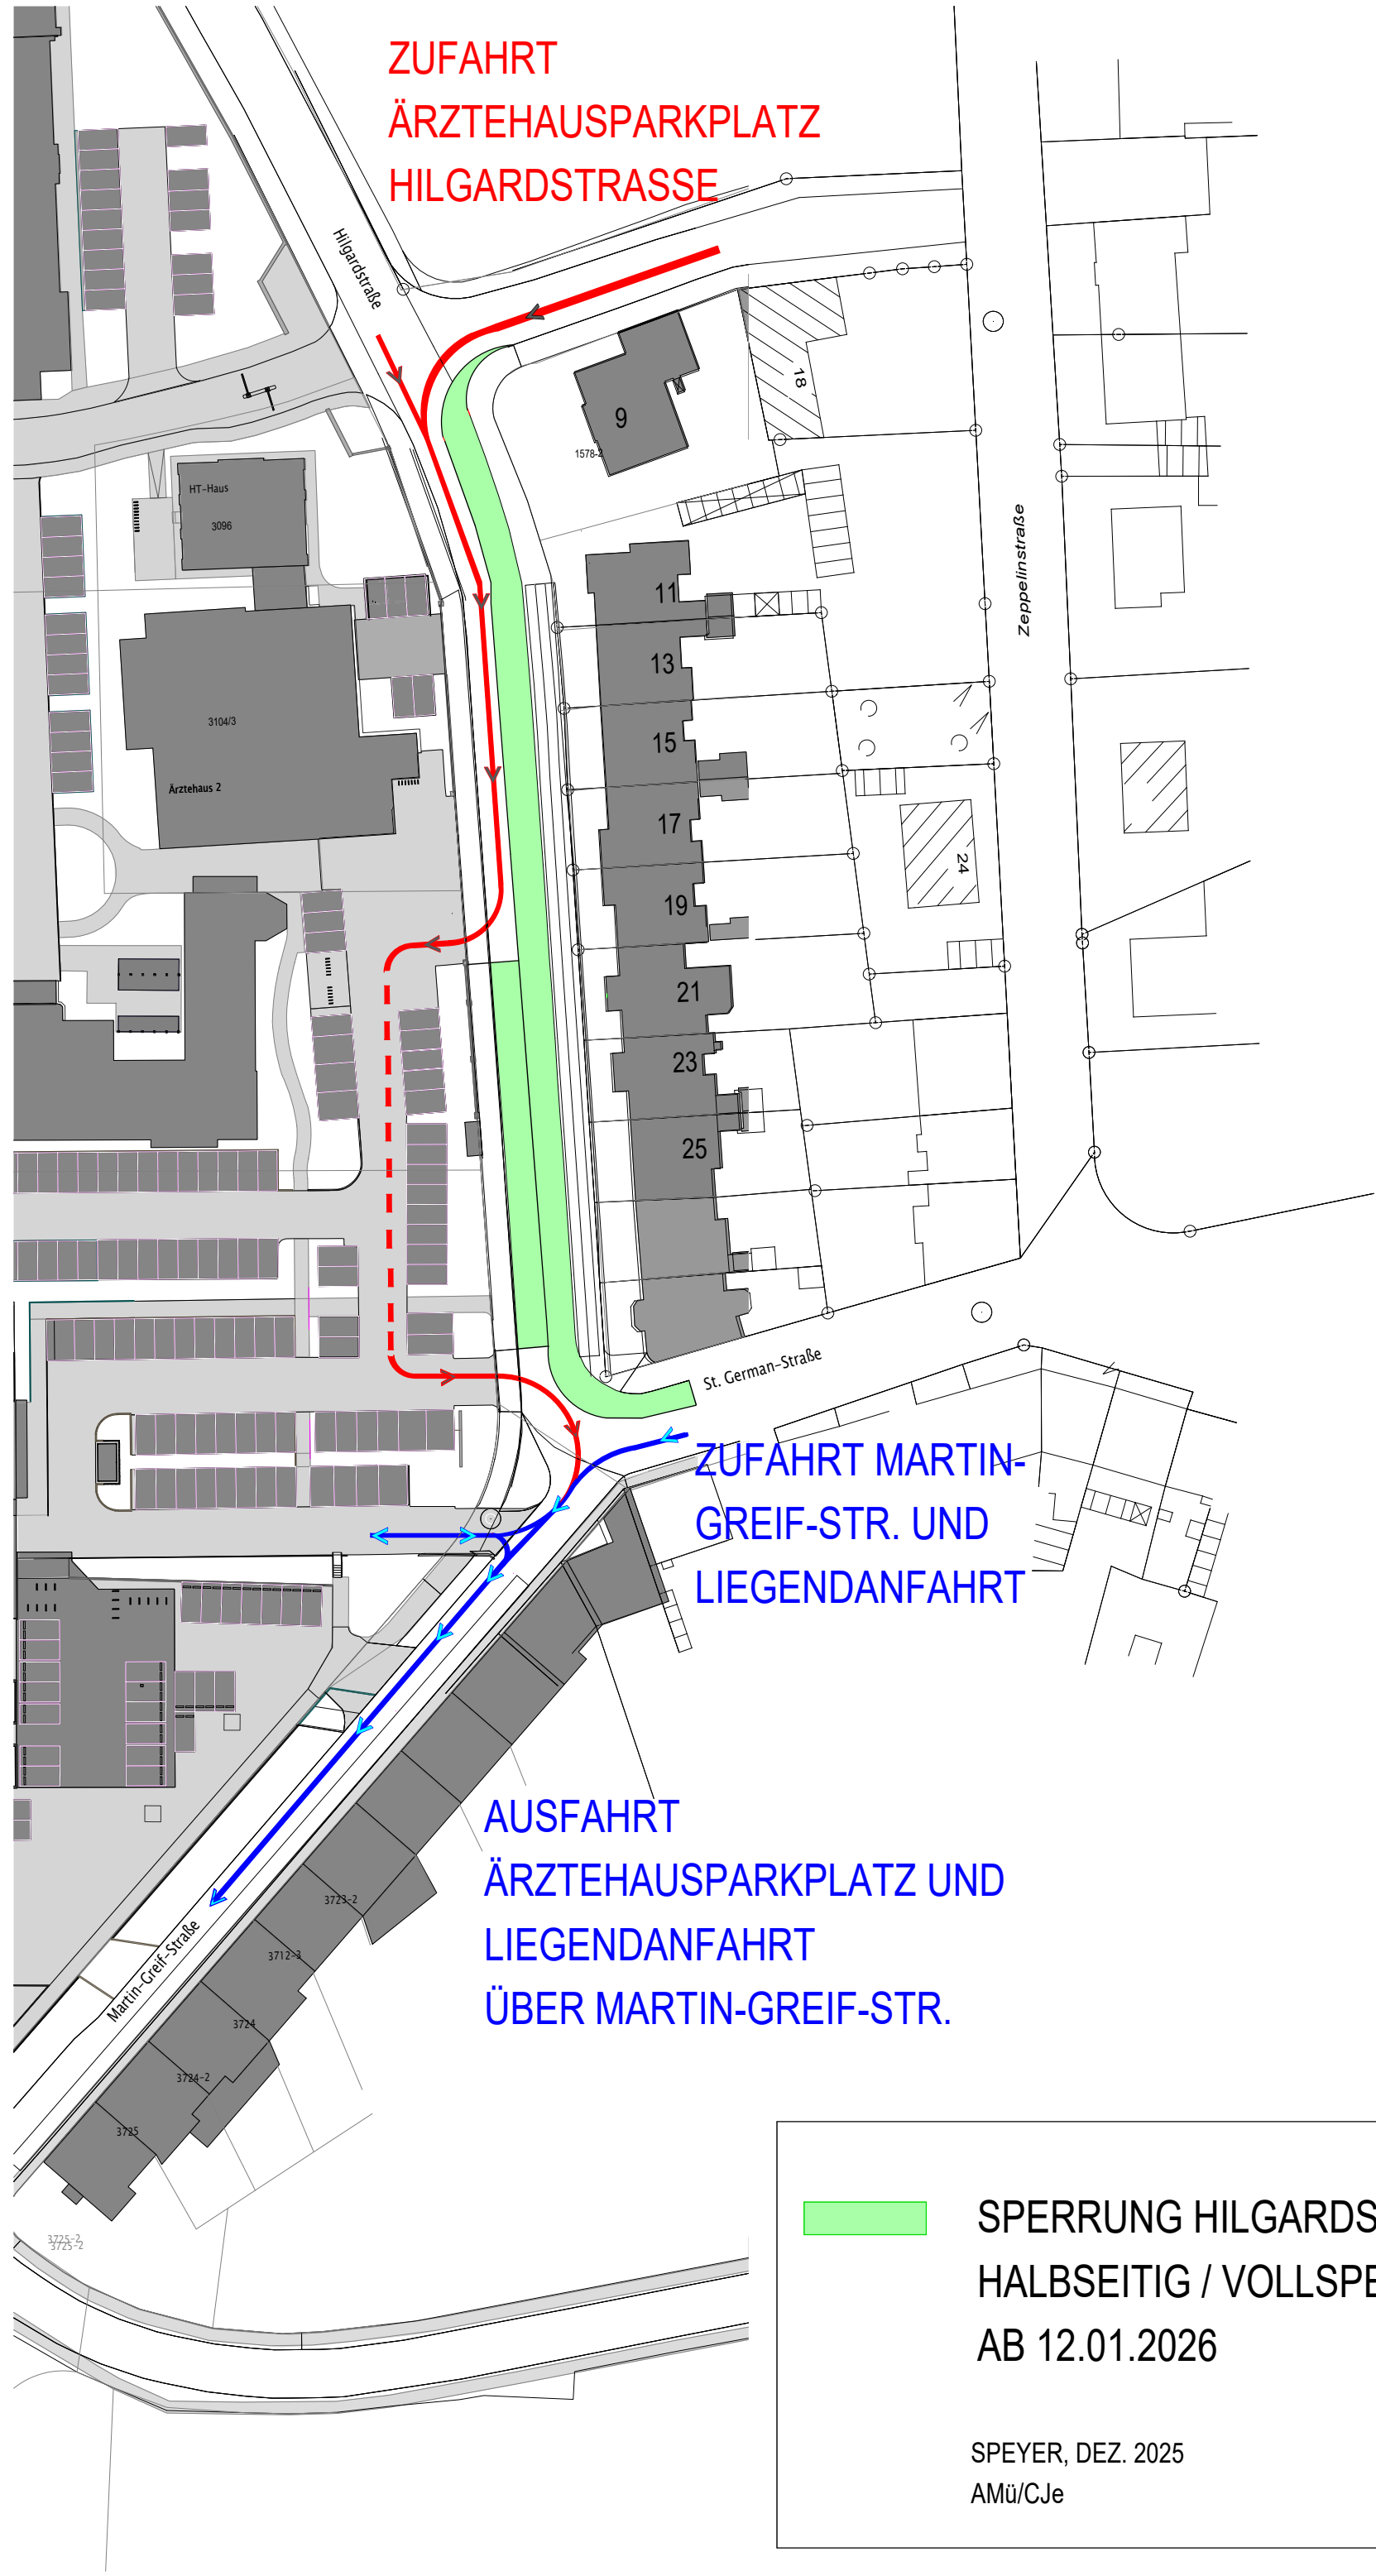 ZUFAHRT
ÄRZTEHAUSPARKPLATZ
HILGARDSTRASSE
Hilgardstraße
9
18
1578-2
HT-Haus
3096
Zeppelinstraße
11
13
3104/3
15
Ärztehaus 2
17
24
19
21
23
25
St. German-Straße
ZUFAHRT MARTIN-
GREIF-STR. UND
LIEGENDANFAHRT
AUSFAHRT
ÄRZTEHAUSPARKPLATZ UND
LIEGENDANFAHRT
ÜBER MARTIN-GREIF-STR.
Martin-Greif-Straße
3723-2
3712-3
3724
3724-2
3725
3725-2
3725-2
SPERRUNG HILGARDS
HALBSEITIG / VOLLSPE
AB 12.01.2026
SPEYER, DEZ. 2025
AMü/CJe